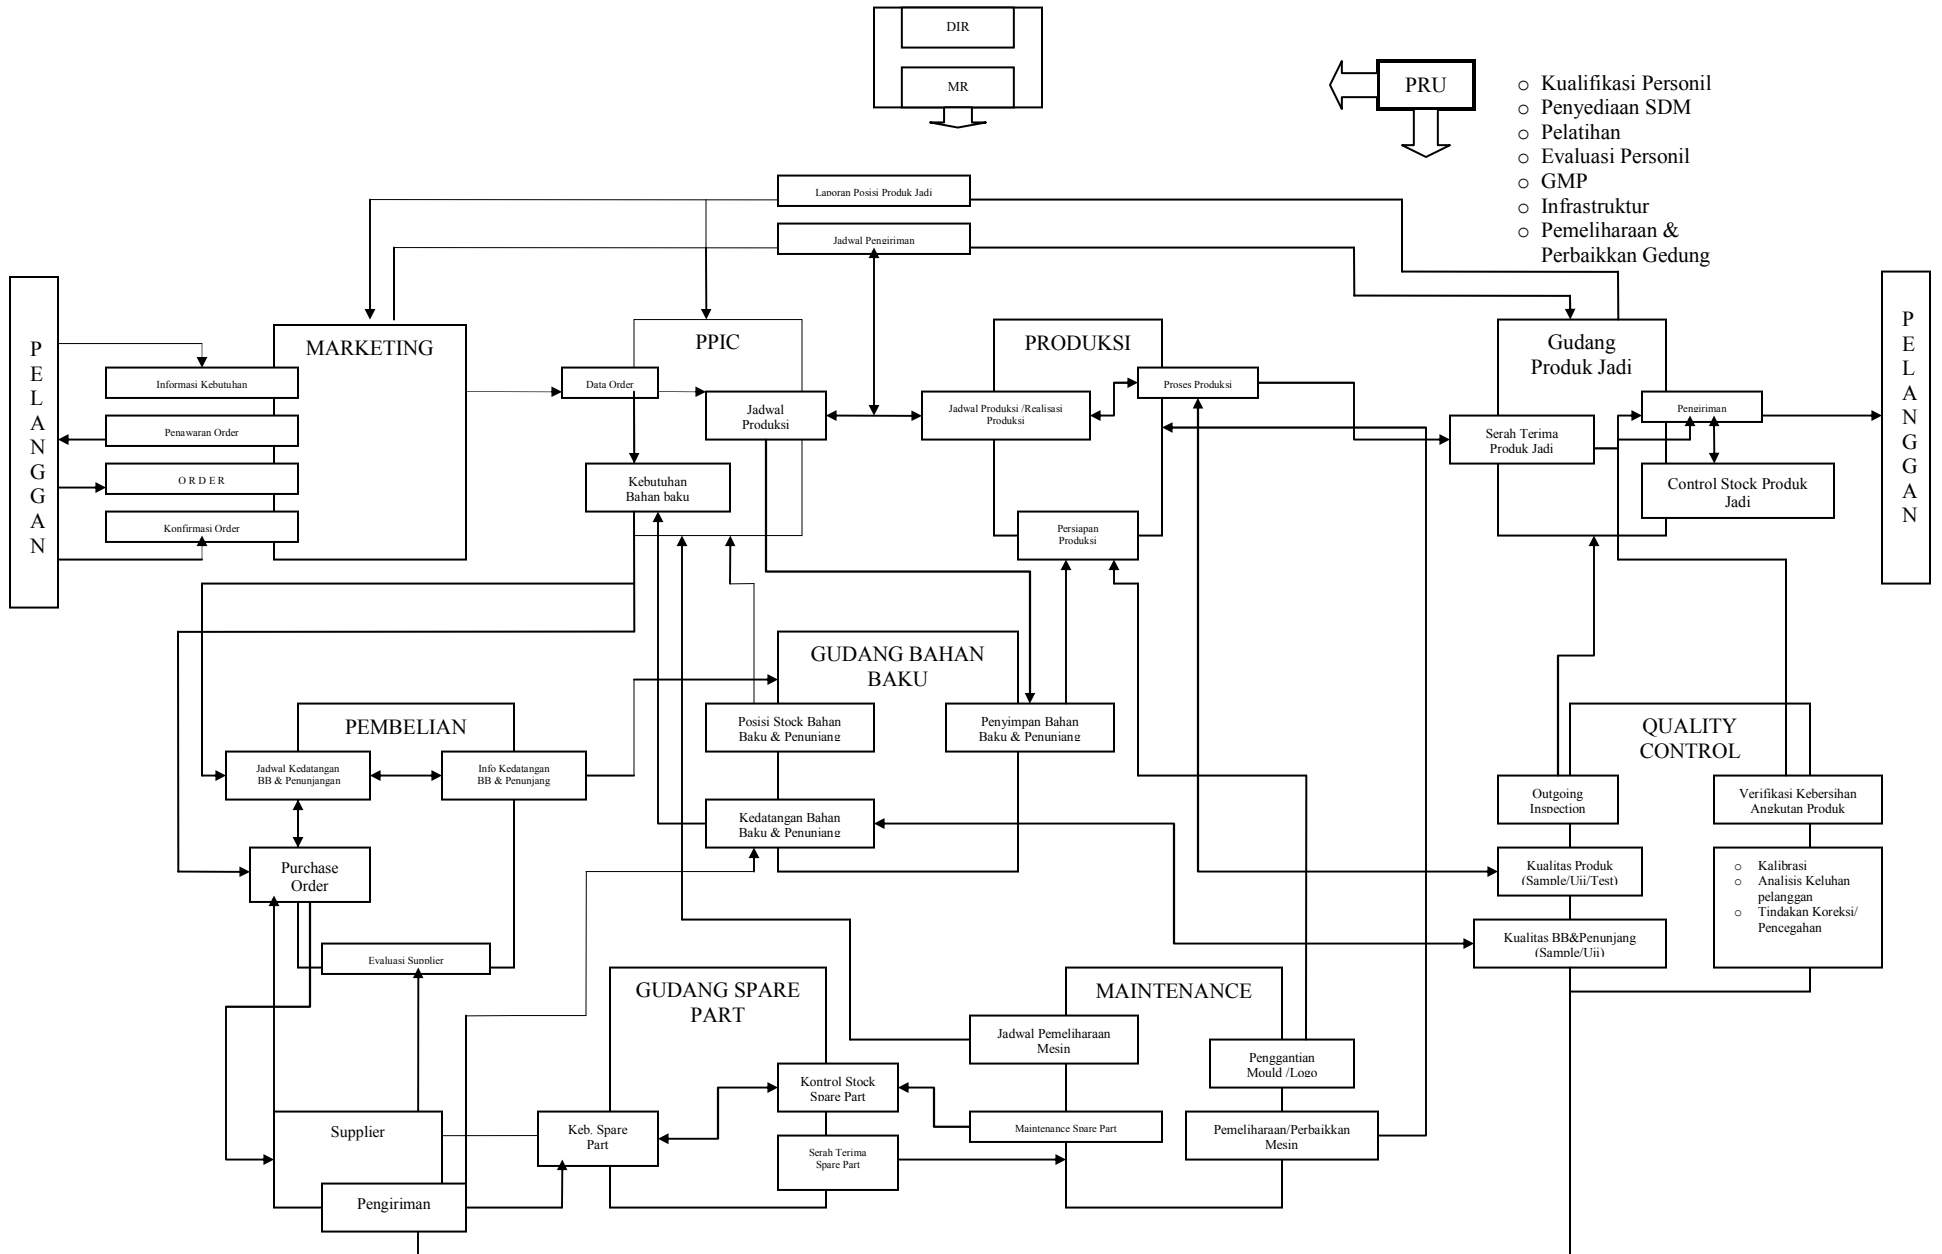 DIR
MR
PRU
○ Kualifikasi Personil
○ Penyediaan SDM
○ Pelatihan
○ Evaluasi Personil
○ GMP
○ Infrastruktur
○ Pemeliharaan &
Perbaikkan Gedung
Laporan Posisi Produk Jadi
Jadwal Pengiriman
P
E
L
A
N
G
G
A
N
MARKETING
Informasi Kebutuhan
Penawaran Order
O R D E R
Konfirmasi Order
PPIC
Data Order
Jadwal
Produksi
Kebutuhan
Bahan baku
PRODUKSI
Proses Produksi
Jadwal Produksi /Realisasi
Produksi
Persiapan
Produksi
Gudang
Produk Jadi
Pengiriman
Serah Terima
Produk Jadi
Control Stock Produk
Jadi
P
E
L
A
N
G
G
A
N
GUDANG BAHAN
BAKU
Posisi Stock Bahan
Baku & Penunjang
Penyimpan Bahan
Baku & Penunjang
Kedatangan Bahan
Baku & Penunjang
PEMBELIAN
Jadwal Kedatangan
BB & Penunjangan
Info Kedatangan
BB & Penunjang
Purchase
Order
Evaluasi Supplier
QUALITY
CONTROL
Outgoing
Inspection
Verifikasi Kebersihan
Angkutan Produk
Kualitas Produk
(Sample/Uji/Test)
Kualitas BB&Penunjang
(Sample/Uji)
○ Kalibrasi
○ Analisis Keluhan
pelanggan
○ Tindakan Koreksi/
Pencegahan
GUDANG SPARE
PART
Kontrol Stock
Spare Part
Keb. Spare
Part
Serah Terima
Spare Part
MAINTENANCE
Jadwal Pemeliharaan
Mesin
Penggantian
Mould /Logo
Maintenance Spare Part
Pemeliharaan/Perbaikkan
Mesin
Supplier
Pengiriman